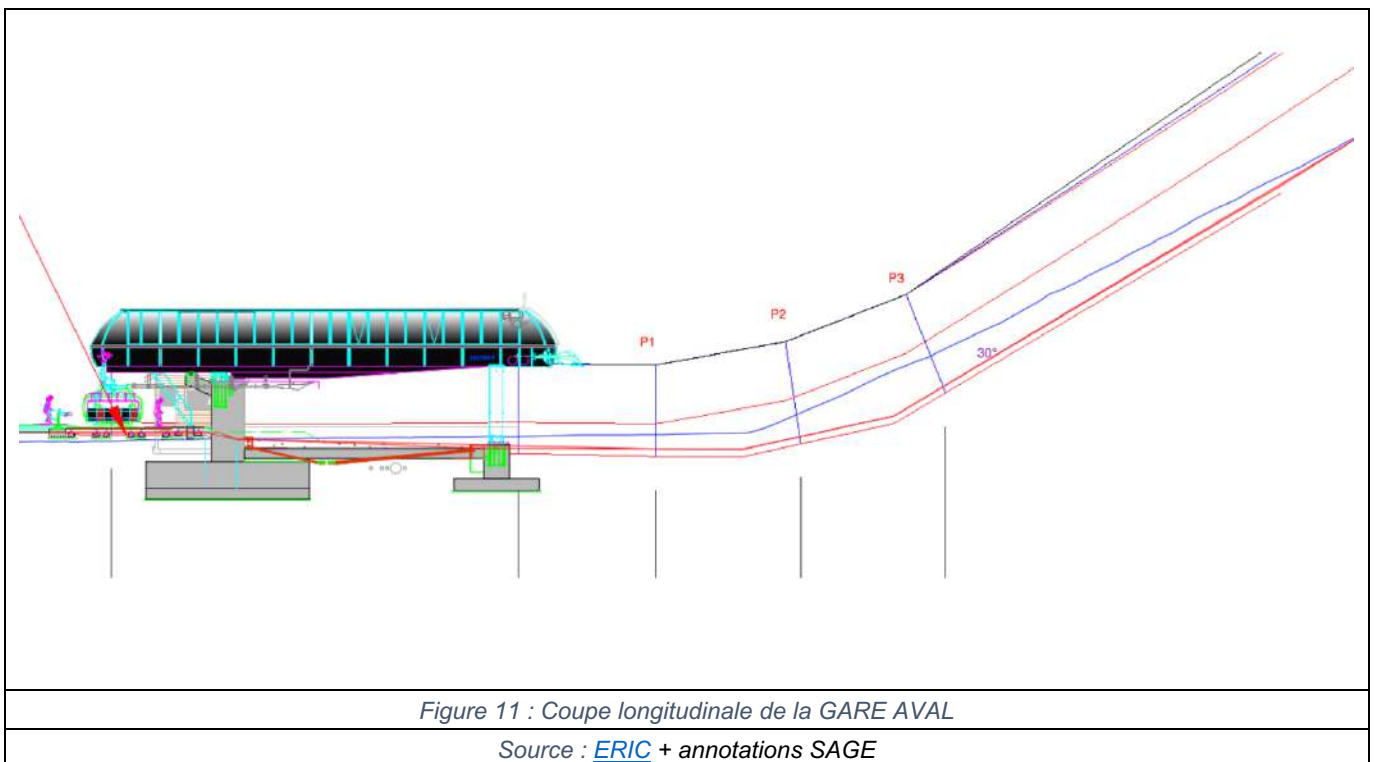 P3
P2
P1
30°
Figure 11 : Coupe longitudinale de la GARE AVAL
Source : ERIC + annotations SAGE